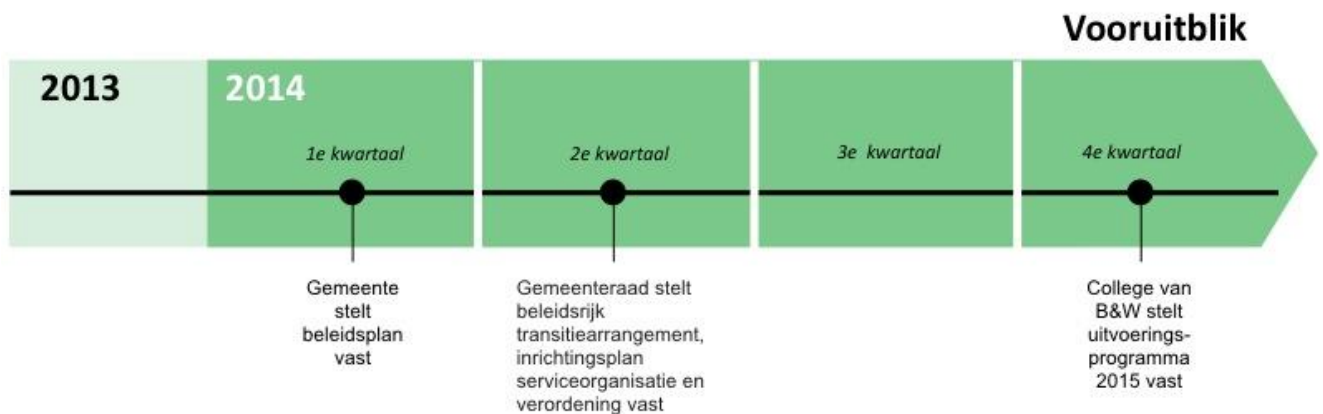 Vooruitblik
2013
2014
1e kwartaal
2e kwartaal
3e kwartaal
4e kwartaal
Gemeente
stelt
beleidsplan
vast
Gemeenteraad stelt
beleidsrijk
transitiearrangement,
inrichtingsplan
serviceorganisatie en
verordening vast
College van
B&W stelt
uitvoerings-
programma
2015 vast